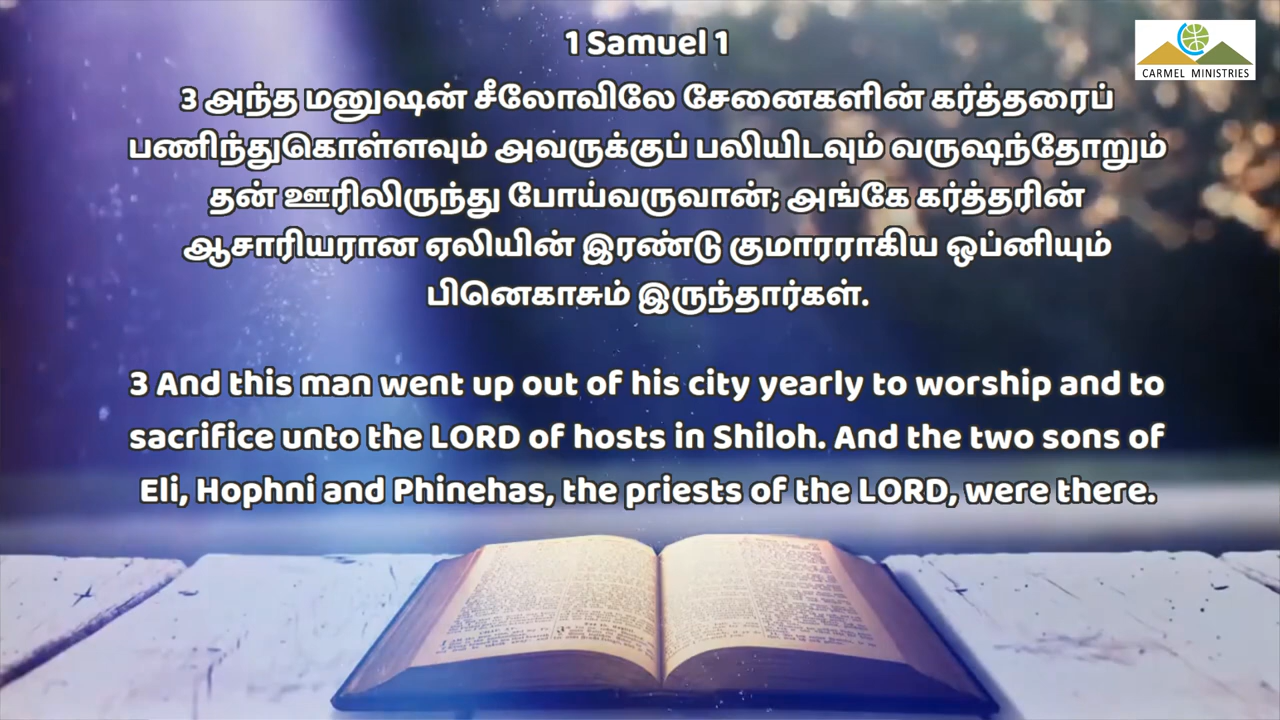 1 Samuel 1
CARMEL MINISTRIES
3 அந்த மனுஷன் சீலோவிலே சேனைகளின் கர்த்தரைப்
பணிந்துகொள்ளவும் அவருக்குப் பலியிடவும் வருஷந்தோறும்
தன் ஊரிலிருந்து போய்வருவான்; அங்கே கர்த்தரின்
ஆசாரியரான ஏலியின் இரண்டு குமாரராகிய ஒப்னியும்
பினெகாசும் இருந்தார்கள்.
3 And this man went up out of his city yearly to worship and to
sacrifice unto the LORD of hosts in Shiloh. And the two sons of
Eli, Hophni and Phinehas, the priests of the LORD, were there.